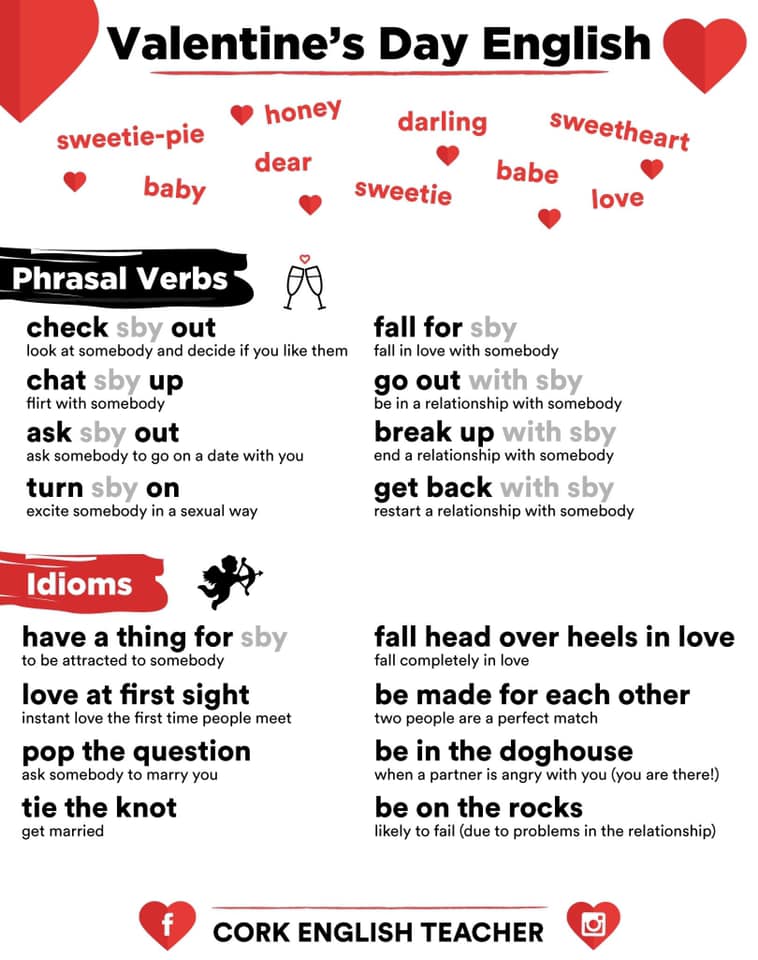 Valentine's Day English
sweetie-pie
honey
darling
sweetheart
dear
baby
sweetie
babe
love
Phrasal Verbs
check sby out
look at somebody and decide if you like them
chat sby up
flirt with somebody
ask sby out
ask somebody to go on a date with you
turn sby on
excite somebody in a sexual way
fall for sby
fall in love with somebody
go out with sby
be in a relationship with somebody
break up with sby
end a relationship with somebody
get back with sby
restart a relationship with somebody
Idioms
have a thing for sby
to be attracted to somebody
love at first sight
instant love the first time people meet
pop the question
ask somebody to marry you
tie the knot
get married
fall head over heels in love
fall completely in love
be made for each other
two people are a perfect match
be in the doghouse
when a partner is angry with you (you are there!)
be on the rocks
likely to fail (due to problems in the relationship)
f
CORK ENGLISH TEACHER